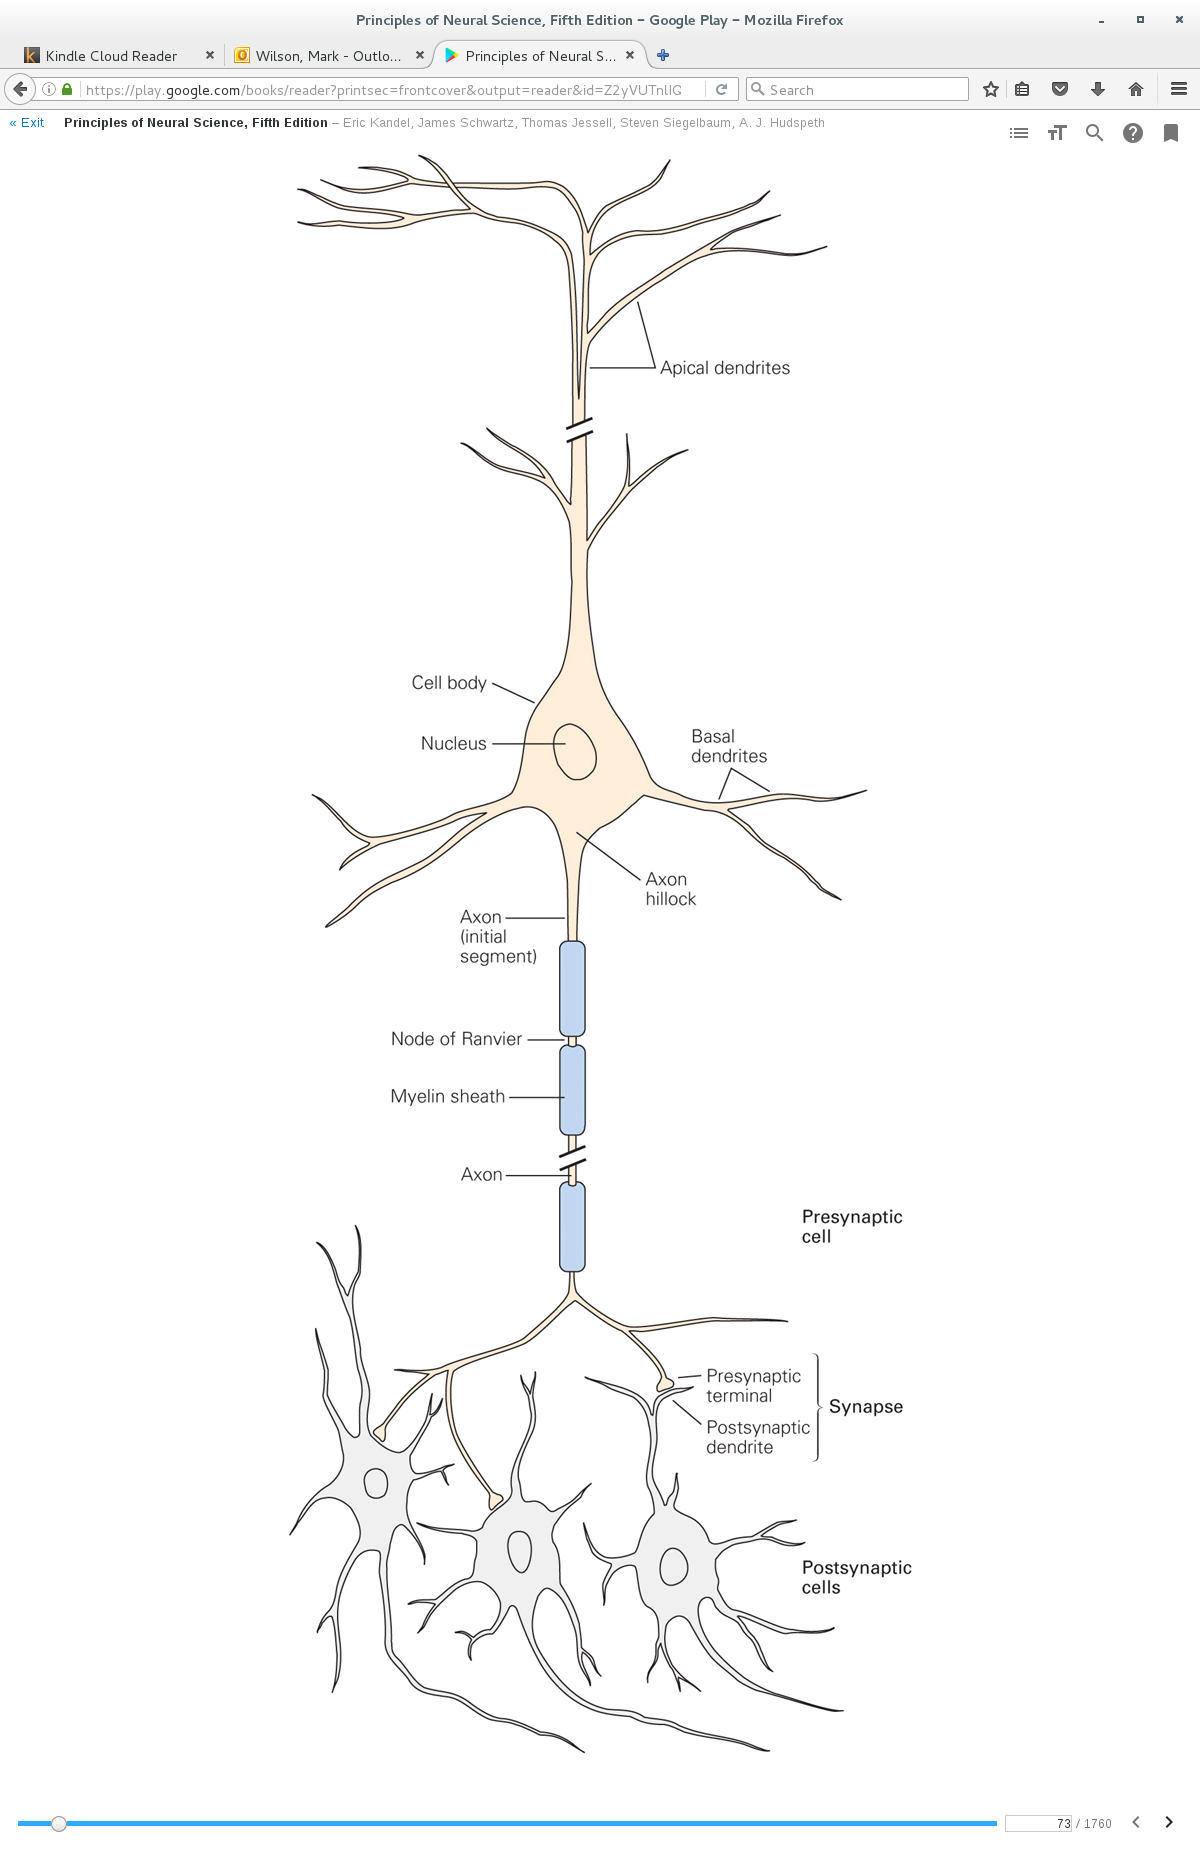 Principles of Neural Science, Fifth Edition – Google Play – Mozilla Firefox
Kindle Cloud Reader
Wilson, Mark - Outlo...
Principles of Neural S...
https://play.google.com/books/reader?printsec=frontcover&output=reader&id=Z2yVUTnlIG
Search
« Exit Principles of Neural Science, Fifth Edition – Eric Kandel, James Schwartz, Thomas Jessell, Steven Siegelbaum, A. J. Hudspeth
Apical dendrites
Cell body
Nucleus
Basal
dendrites
Axon
hillock
Axon
(initial
segment)
Node of Ranvier
Myelin sheath
Axon
Presynaptic
cell
Presynaptic
terminal
Synapse
Postsynaptic
dendrite
Postsynaptic
cells
73 / 1760